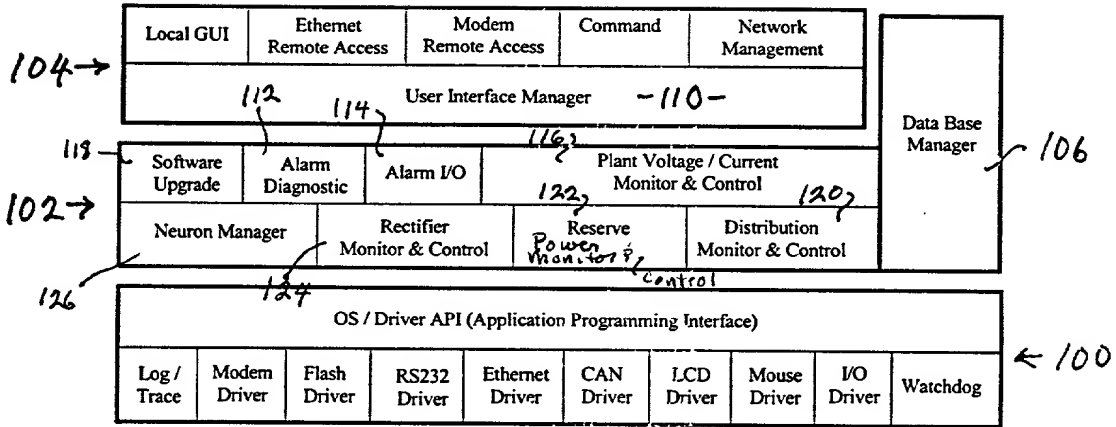 Local GUI
Ethernet
Remote Access
Modem
Remote Access
Command
Network
Management
104
User Interface Manager
-110-
112
114
116
Data Base
Manager
106
118
Software
Upgrade
Alarm
Diagnostic
Alarm I/O
Plant Voltage / Current
Monitor & Control
102
122
120
Neuron Manager
Rectifier
Monitor & Control
Reserve
Power
Monitor &
control
Distribution
Monitor & Control
126
124
OS / Driver API (Application Programming Interface)
100
Log /
Trace
Modem
Driver
Flash
Driver
RS232
Driver
Ethernet
Driver
CAN
Driver
LCD
Driver
Mouse
Driver
I/O
Driver
Watchdog